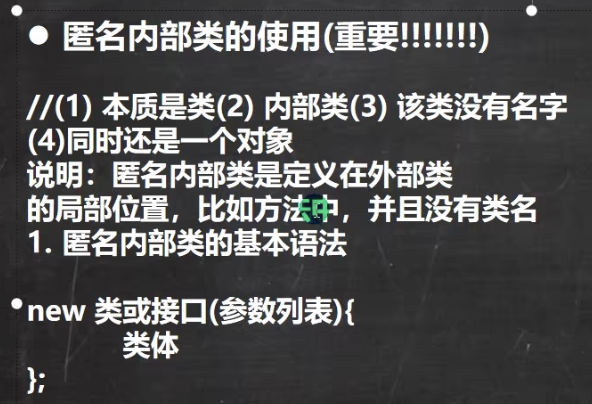 ● 匿名内部类的使用(重要!!!!!!!)
//(1) 本质是类(2) 内部类(3) 该类没有名字
(4)同时还是一个对象
说明：匿名内部类是定义在外部类
的局部位置，比如方法中，并且没有类名
1. 匿名内部类的基本语法
new 类或接口(参数列表){
类体
};